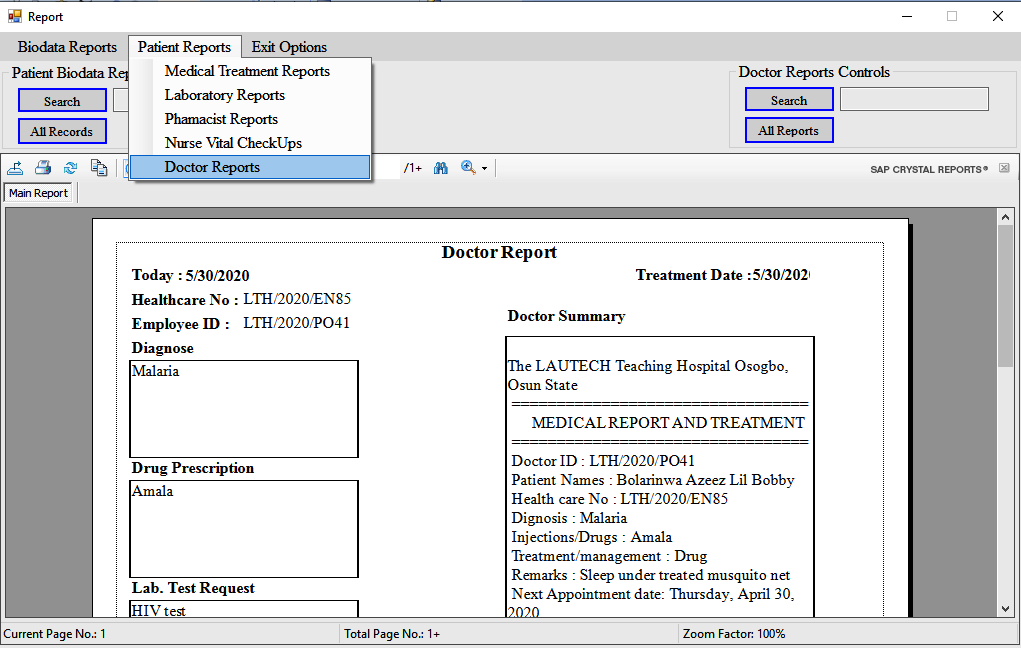 Report
Biodata Reports
Patient Reports
Exit Options
Medical Treatment Reports
Laboratory Reports
Phamacist Reports
Nurse Vital CheckUps
Doctor Reports
Patient Biodata
Search
All Records
Doctor Reports Controls
Search
All Reports
/1+
SAP CRYSTAL REPORTS®
Main Report
Doctor Report
Today : 5/30/2020
Treatment Date :5/30/202
Healthcare No : LTH/2020/EN85
Employee ID : LTH/2020/PO41
Diagnose
Malaria
Drug Prescription
Amala
Lab. Test Request
HIV test
Doctor Summary
The LAUTECH Teaching Hospital Osogbo,
Osun State
=================================
MEDICAL REPORT AND TREATMENT
=================================
Doctor ID : LTH/2020/PO41
Patient Names : Bolarinwa Azeez Lil Bobby
Health care No : LTH/2020/EN85
Dignosis : Malaria
Injections/Drugs : Amala
Treatment/management : Drug
Remarks : Sleep under treated musquito net
Next Appointment date: Thursday, April 30,
2020
Current Page No.: 1
Total Page No.: 1+
Zoom Factor: 100%